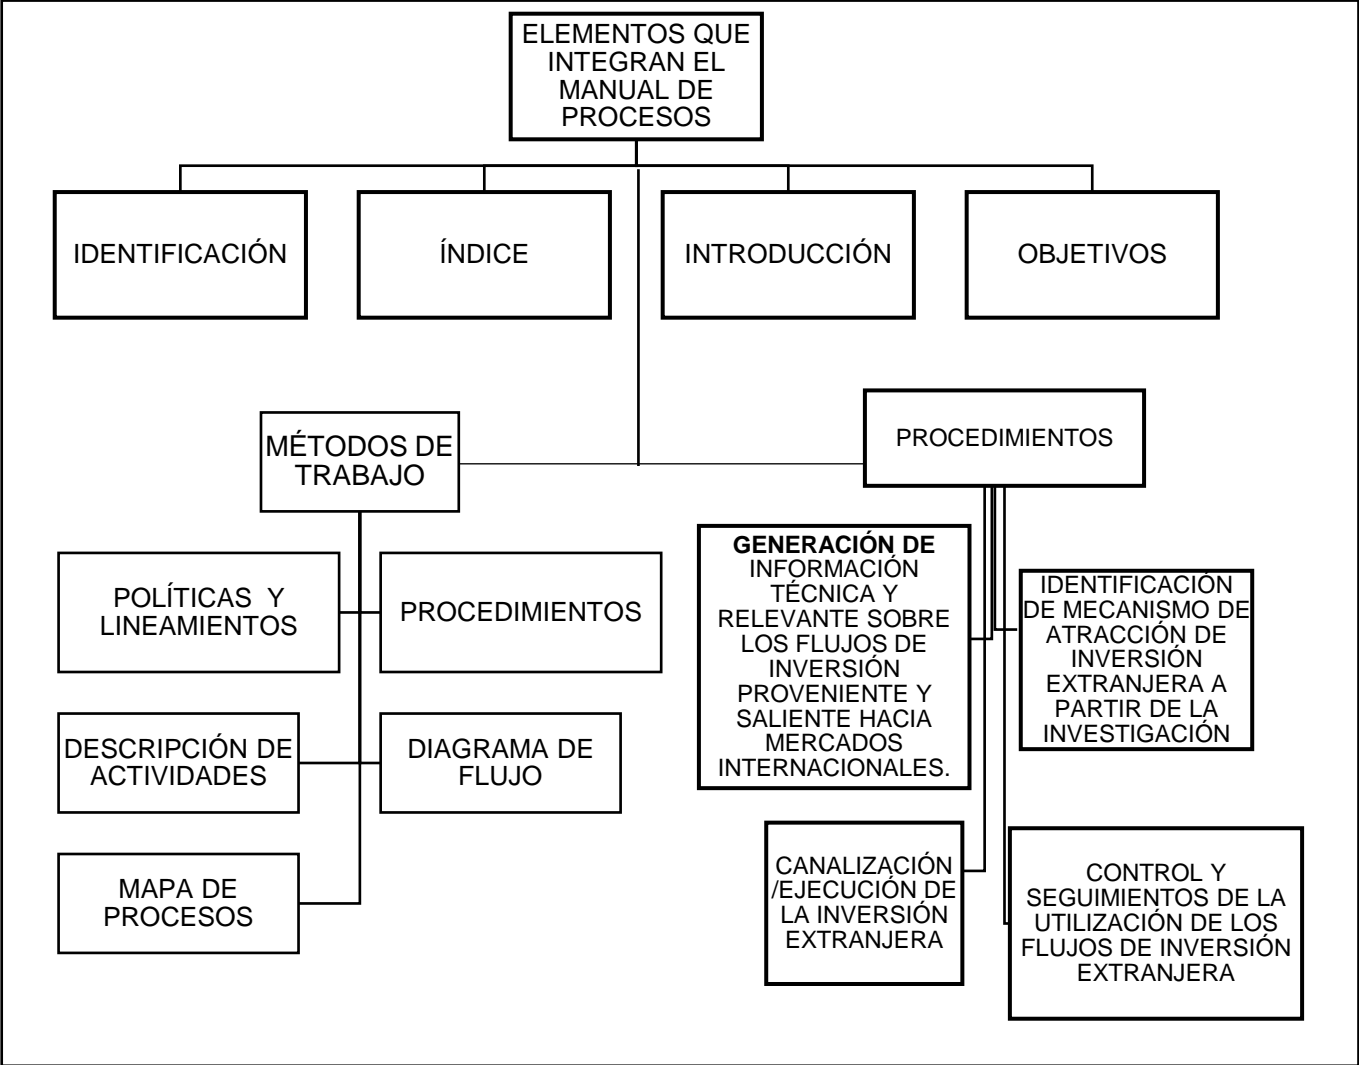 ELEMENTOS QUE
INTEGRAN EL
MANUAL DE
PROCESOS
IDENTIFICACIÓN
ÍNDICE
INTRODUCCIÓN
OBJETIVOS
MÉTODOS DE
TRABAJO
POLÍTICAS Y
LINEAMIENTOS
PROCEDIMIENTOS
DESCRIPCIÓN DE
ACTIVIDADES
DIAGRAMA DE
FLUJO
MAPA DE
PROCESOS
PROCEDIMIENTOS
GENERACIÓN DE
INFORMACIÓN
TÉCNICA Y
RELEVANTE SOBRE
LOS FLUJOS DE
INVERSIÓN
PROVENIENTE Y
SALIENTE HACIA
MERCADOS
INTERNACIONALES.
IDENTIFICACIÓN
DE MECANISMO DE
ATRACCIÓN DE
INVERSIÓN
EXTRANJERA A
PARTIR DE LA
INVESTIGACIÓN
CANALIZACIÓN
/EJECUCIÓN DE
LA INVERSIÓN
EXTRANJERA
CONTROL Y
SEGUIMIENTOS DE LA
UTILIZACIÓN DE LOS
FLUJOS DE INVERSIÓN
EXTRANJERA